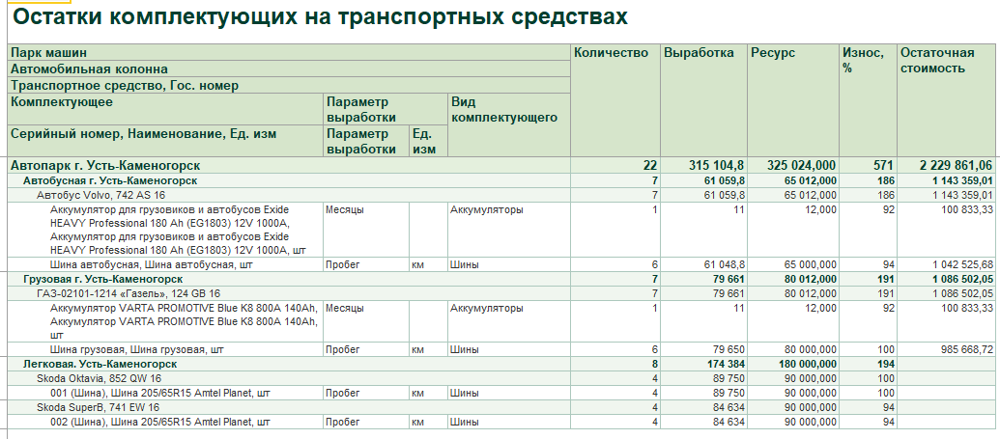 Остатки комплектующих на транспортных средствах
Парк машин Количество Выработка Ресурс Износ, % Остаточная стоимость
Автомобильная колонна
Транспортное средство, Гос. номер
Комплектующее Параметр выработки Вид комплектующего
Серийный номер, Наименование, Ед. изм Параметр выработки Ед. изм
Автопарк г. Усть-Каменогорск 22 315 104,8 325 024,000 571 2 229 861,06
Автобусная г. Усть-Каменогорск 7 61 059,8 65 012,000 186 1 143 359,01
Автобус Volvo, 742 AS 16 7 61 059,8 65 012,000 186 1 143 359,01
Аккумулятор для грузовиков и автобусов Exide Месяцы Аккумуляторы 1 11 12,000 92 100 833,33
HEAVY Professional 180 Ah (EG1803) 12V 1000A,
Аккумулятор для грузовиков и автобусов Exide
HEAVY Professional 180 Ah (EG1803) 12V 1000A, шт
Шина автобусная, Шина автобусная, шт Пробег км Шины 6 61 048,8 65 000,000 94 1 042 525,68
Грузовая г. Усть-Каменогорск 7 79 661 80 012,000 191 1 086 502,05
ГАЗ-02101-1214 «Газель», 124 GB 16 7 79 661 80 012,000 191 1 086 502,05
Аккумулятор VARTA PROMOTIVE Blue K8 800A 140Ah, Месяцы Аккумуляторы 1 11 12,000 92 100 833,33
Аккумулятор VARTA PROMOTIVE Blue K8 800A 140Ah,
шт
Шина грузовая, Шина грузовая, шт Пробег км Шины 6 79 650 80 000,000 100 985 668,72
Легковая. Усть-Каменогорск 8 174 384 180 000,000 194
Skoda Oktavia, 852 QW 16 4 89 750 90 000,000 100
001 (Шина), Шина 205/65R15 Amtel Planet, шт Пробег км Шины 4 89 750 90 000,000 100
Skoda SuperB, 741 EW 16 4 84 634 90 000,000 94
002 (Шина), Шина 205/65R15 Amtel Planet, шт Пробег км Шины 4 84 634 90 000,000 94